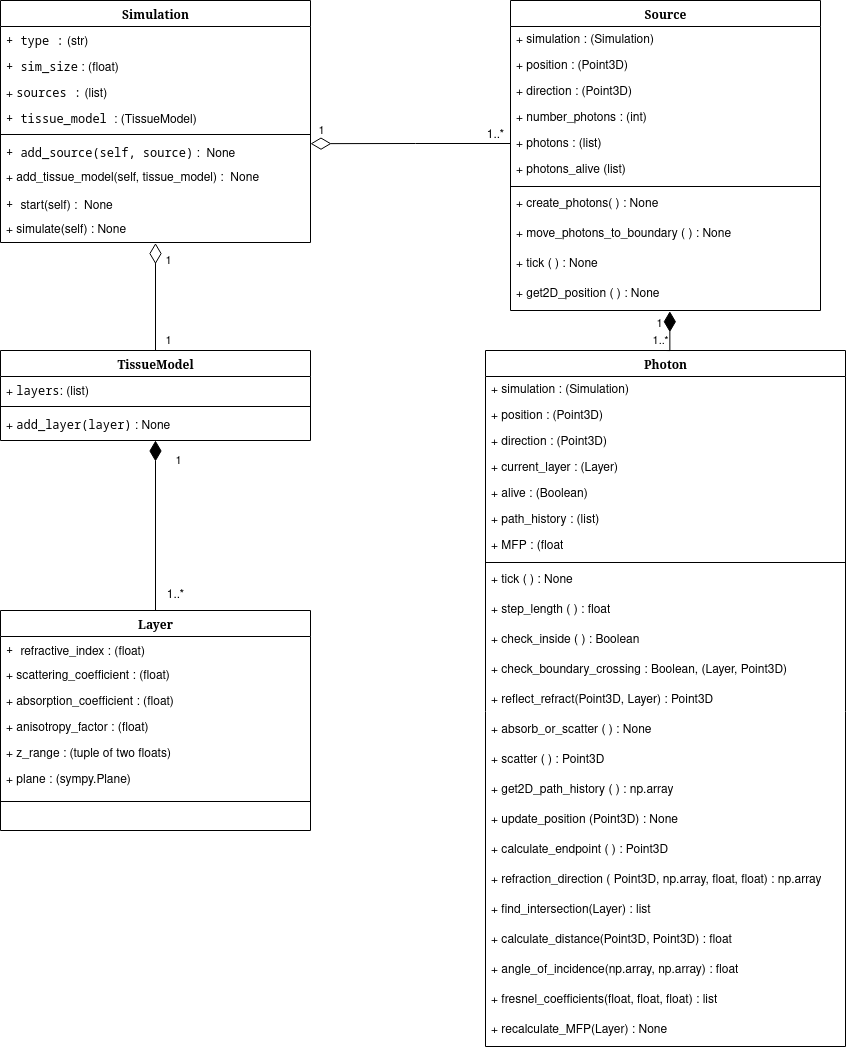 Simulation
+ type : (str)
+ sim_size : (float)
+ sources : (list)
+ tissue_model : (TissueModel)
+ add_source(self, source) : None
+ add_tissue_model(self, tissue_model) : None
+ start(self) : None
+ simulate(self) : None
1
1..*
Source
+ simulation : (Simulation)
+ position : (Point3D)
+ direction : (Point3D)
+ number_photons : (int)
+ photons : (list)
+ photons_alive (list)
+ create_photons( ) : None
+ move_photons_to_boundary ( ) : None
+ tick ( ) : None
+ get2D_position ( ) : None
1
1
TissueModel
+ layers: (list)
+ add_layer(layer) : None
1
1..*
Layer
+ refractive_index : (float)
+ scattering_coefficient : (float)
+ absorption_coefficient : (float)
+ anisotropy_factor : (float)
+ z_range : (tuple of two floats)
+ plane : (sympy.Plane)
1
1..*
Photon
+ simulation : (Simulation)
+ position : (Point3D)
+ direction : (Point3D)
+ current_layer : (Layer)
+ alive : (Boolean)
+ path_history : (list)
+ MFP : (float
+ tick ( ) : None
+ step_length ( ) : float
+ check_inside ( ) : Boolean
+ check_boundary_crossing : Boolean, (Layer, Point3D)
+ reflect_refract(Point3D, Layer) : Point3D
+ absorb_or_scatter ( ) : None
+ scatter ( ) : Point3D
+ get2D_path_history ( ) : np.array
+ update_position (Point3D) : None
+ calculate_endpoint ( ) : Point3D
+ refraction_direction ( Point3D, np.array, float, float) : np.array
+ find_intersection(Layer) : list
+ calculate_distance(Point3D, Point3D) : float
+ angle_of_incidence(np.array, np.array) : float
+ fresnel_coefficients(float, float, float) : list
+ recalculate_MFP(Layer) : None